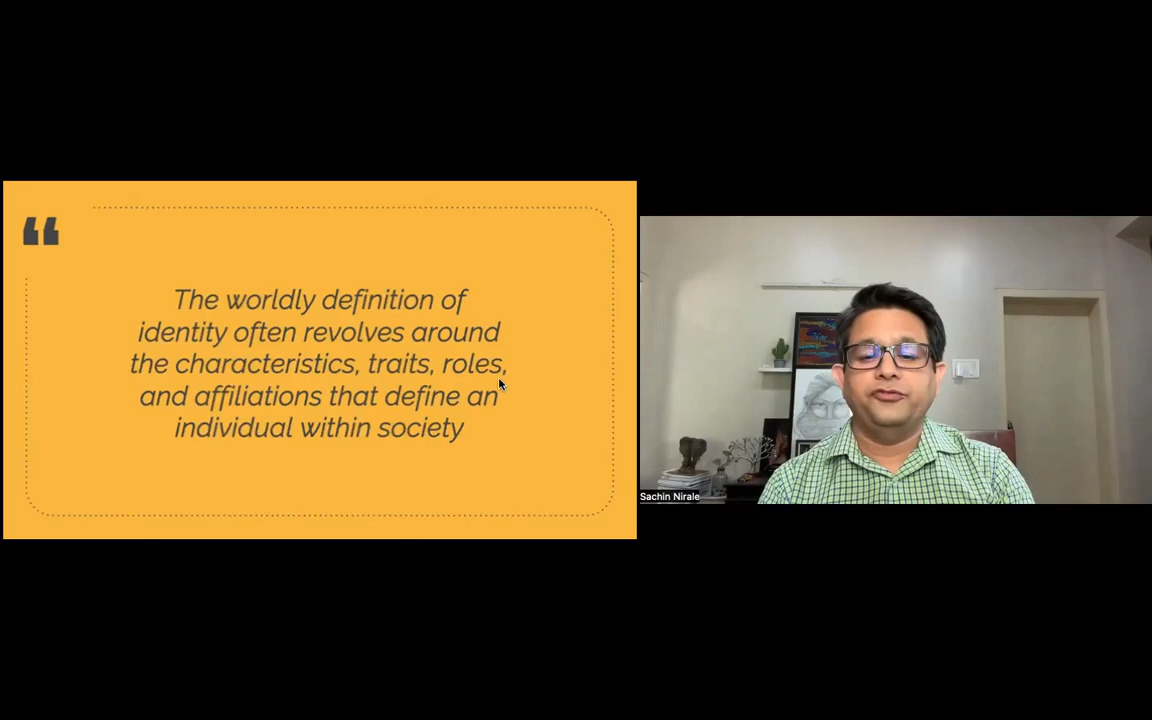 ❝
The worldly definition of
identity often revolves around
the characteristics, traits, roles,
and affiliations that define an
individual within society
Sachin Nirale